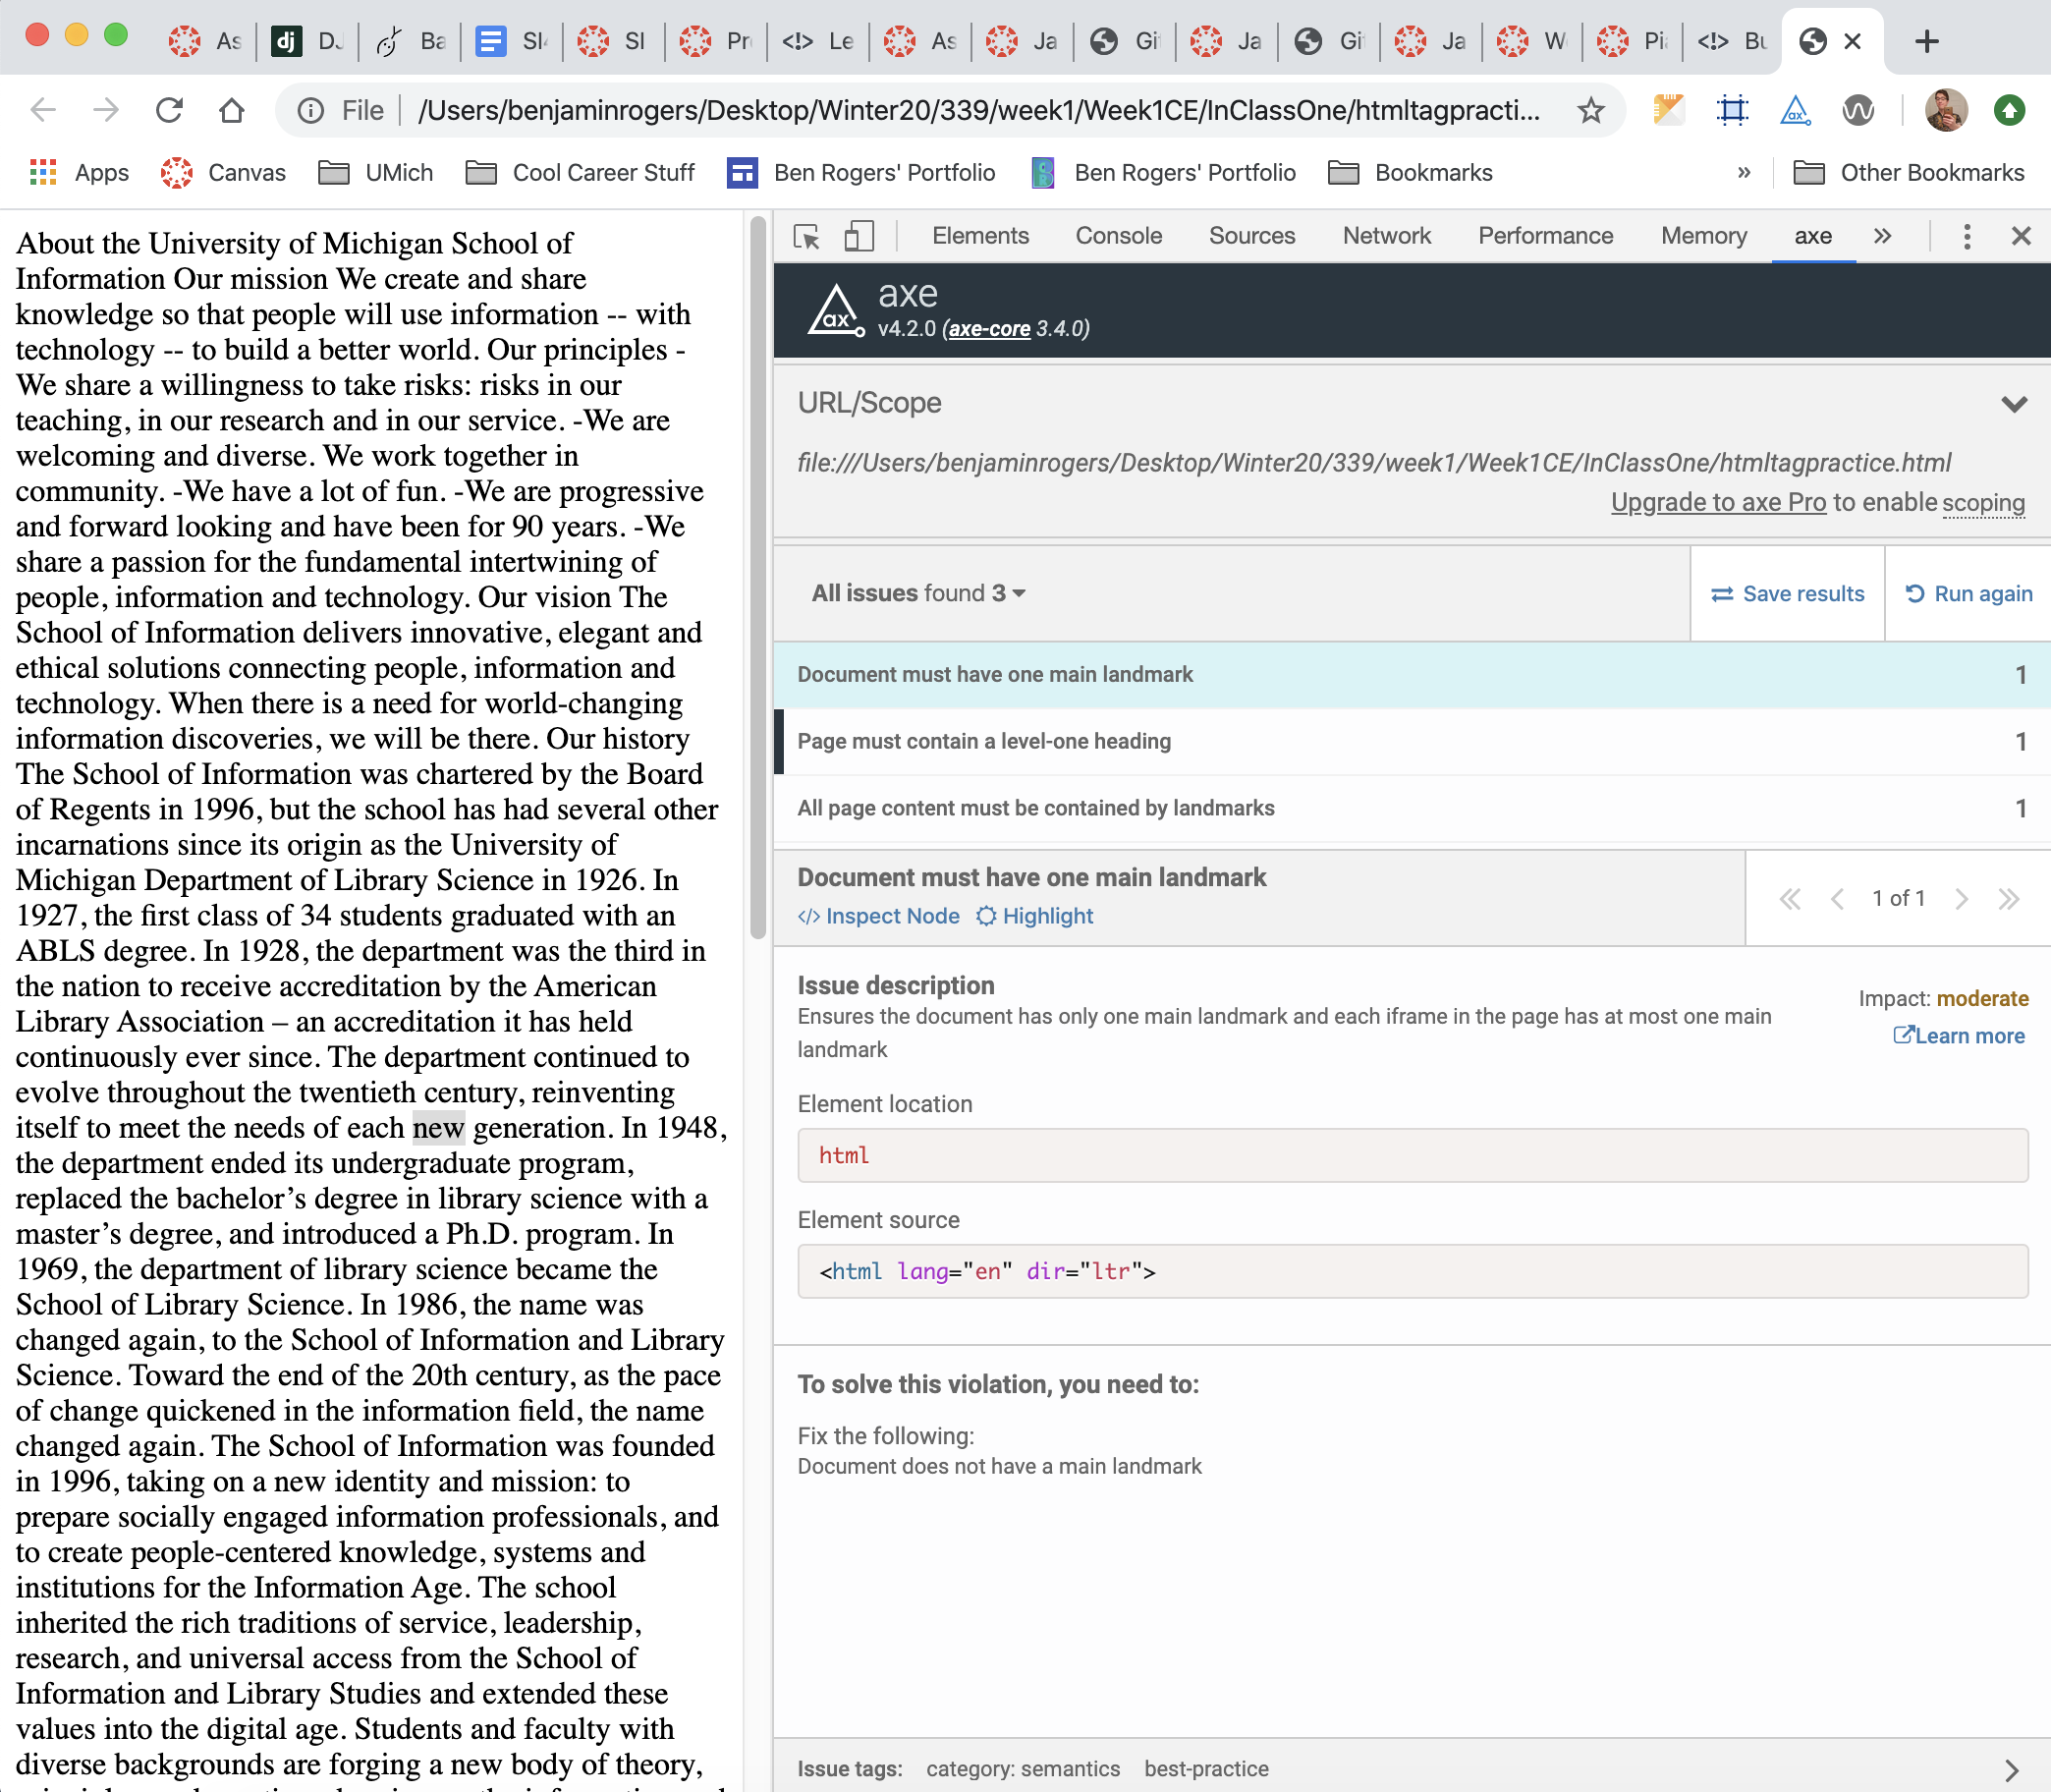 As
DJ
Ba
SI
SI
Pr
<!> Le
As
Ja
Gi
Ja
Gi
Ja
W
Pi
<!> Bu
File /Users/benjaminrogers/Desktop/Winter20/339/week1/Week1CE/InClassOne/htmltagpracti...
Apps Canvas UMich Cool Career Stuff Ben Rogers' Portfolio Ben Rogers' Portfolio Bookmarks » Other Bookmarks
About the University of Michigan School of
Information Our mission We create and share
knowledge so that people will use information -- with
technology -- to build a better world. Our principles -
We share a willingness to take risks: risks in our
teaching, in our research and in our service. -We are
welcoming and diverse. We work together in
community. -We have a lot of fun. -We are progressive
and forward looking and have been for 90 years. -We
share a passion for the fundamental intertwining of
people, information and technology. Our vision The
School of Information delivers innovative, elegant and
ethical solutions connecting people, information and
technology. When there is a need for world-changing
information discoveries, we will be there. Our history
The School of Information was chartered by the Board
of Regents in 1996, but the school has had several other
incarnations since its origin as the University of
Michigan Department of Library Science in 1926. In
1927, the first class of 34 students graduated with an
ABLS degree. In 1928, the department was the third in
the nation to receive accreditation by the American
Library Association – an accreditation it has held
continuously ever since. The department continued to
evolve throughout the twentieth century, reinventing
itself to meet the needs of each new generation. In 1948,
the department ended its undergraduate program,
replaced the bachelor’s degree in library science with a
master’s degree, and introduced a Ph.D. program. In
1969, the department of library science became the
School of Library Science. In 1986, the name was
changed again, to the School of Information and Library
Science. Toward the end of the 20th century, as the pace
of change quickened in the information field, the name
changed again. The School of Information was founded
in 1996, taking on a new identity and mission: to
prepare socially engaged information professionals, and
to create people-centered knowledge, systems and
institutions for the Information Age. The school
inherited the rich traditions of service, leadership,
research, and universal access from the School of
Information and Library Studies and extended these
values into the digital age. Students and faculty with
diverse backgrounds are forging a new body of theory,
Elements Console Sources Network Performance Memory axe »
axe
v4.2.0 (axe-core 3.4.0)
URL/Scope
file:///Users/benjaminrogers/Desktop/Winter20/339/week1/Week1CE/InClassOne/htmltagpractice.html
Upgrade to axe Pro to enable scoping
All issues found 3
Save results
Run again
Document must have one main landmark 1
Page must contain a level-one heading 1
All page content must be contained by landmarks 1
Document must have one main landmark
</> Inspect Node Highlight
1 of 1
Issue description
Ensures the document has only one main landmark and each iframe in the page has at most one main
landmark
Impact: moderate
Learn more
Element location
html
Element source
<html lang="en" dir="ltr">
To solve this violation, you need to:
Fix the following:
Document does not have a main landmark
Issue tags: category: semantics best-practice